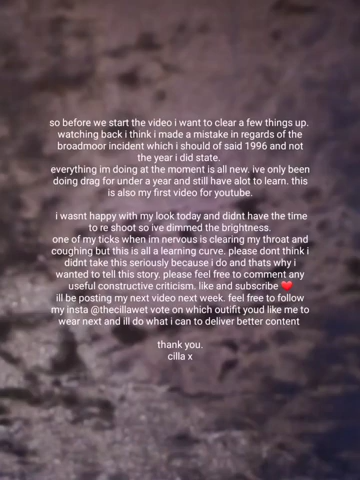 so before we start the video i want to clear a few things up.
watching back i think i made a mistake in regards of the
broadmoor incident which i should of said 1996 and not
the year i did state.
everything im doing at the moment is all new. ive only been
doing drag for under a year and still have alot to learn. this
is also my first video for youtube.
i wasnt happy with my look today and didnt have the time
to re shoot so ive dimmed the brightness.
one of my ticks when im nervous is clearing my throat and
coughing but this is all a learning curve. please dont think i
didnt take this seriously because i do and thats why i
wanted to tell this story. please feel free to comment any
useful constructive criticism. like and subscribe ❤️
ill be posting my next video next week. feel free to follow
my insta @thecillawet vote on which outifit youd like me to
wear next and ill do what i can to deliver better content
thank you.
cilla x